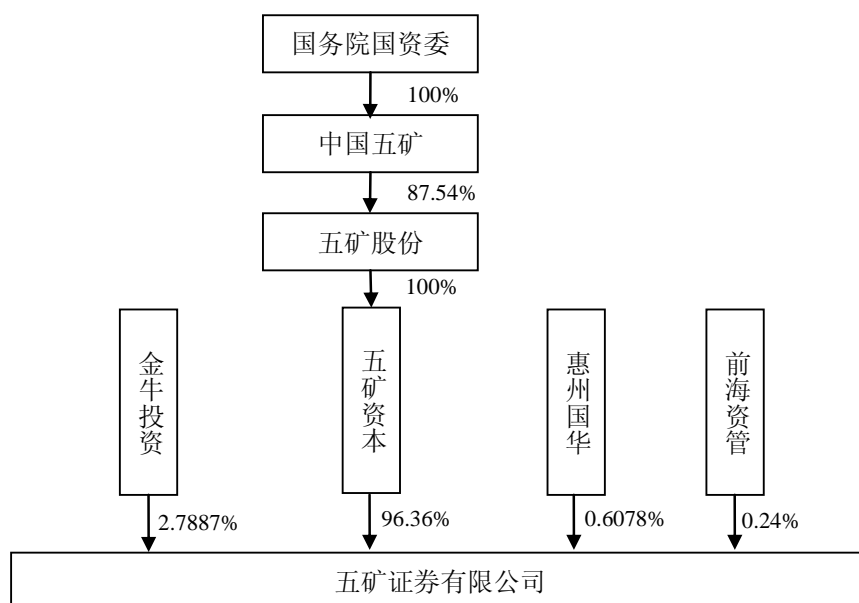 国务院国资委
100%
中国五矿
87.54%
五矿股份
100%
金牛投资
五矿资本
惠州国华
前海资管
2.7887%
96.36%
0.6078%
0.24%
五矿证券有限公司